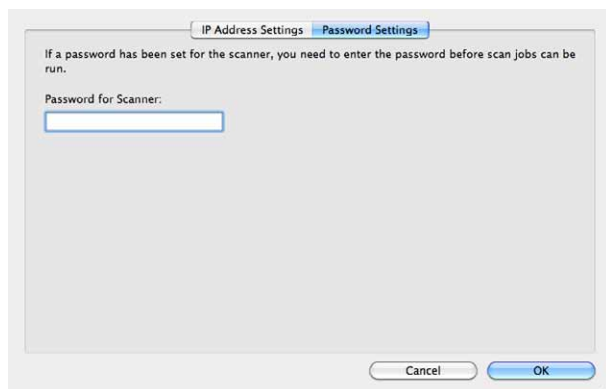 IP Address Settings Password Settings
If a password has been set for the scanner, you need to enter the password before scan jobs can be
run.
Password for Scanner:
Cancel OK